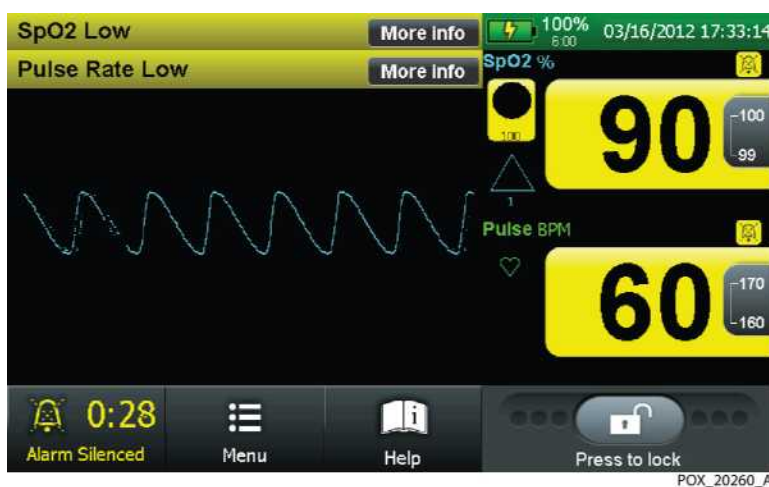 SpO2 Low
More info
100%
6:00
03/16/2012 17:33:14
Pulse Rate Low
More info
SpO2 %
100
90
100
99
1
Pulse BPM
60
170
160
0:28
Alarm Silenced
Menu
i
Help
Press to lock
POX_20260_A